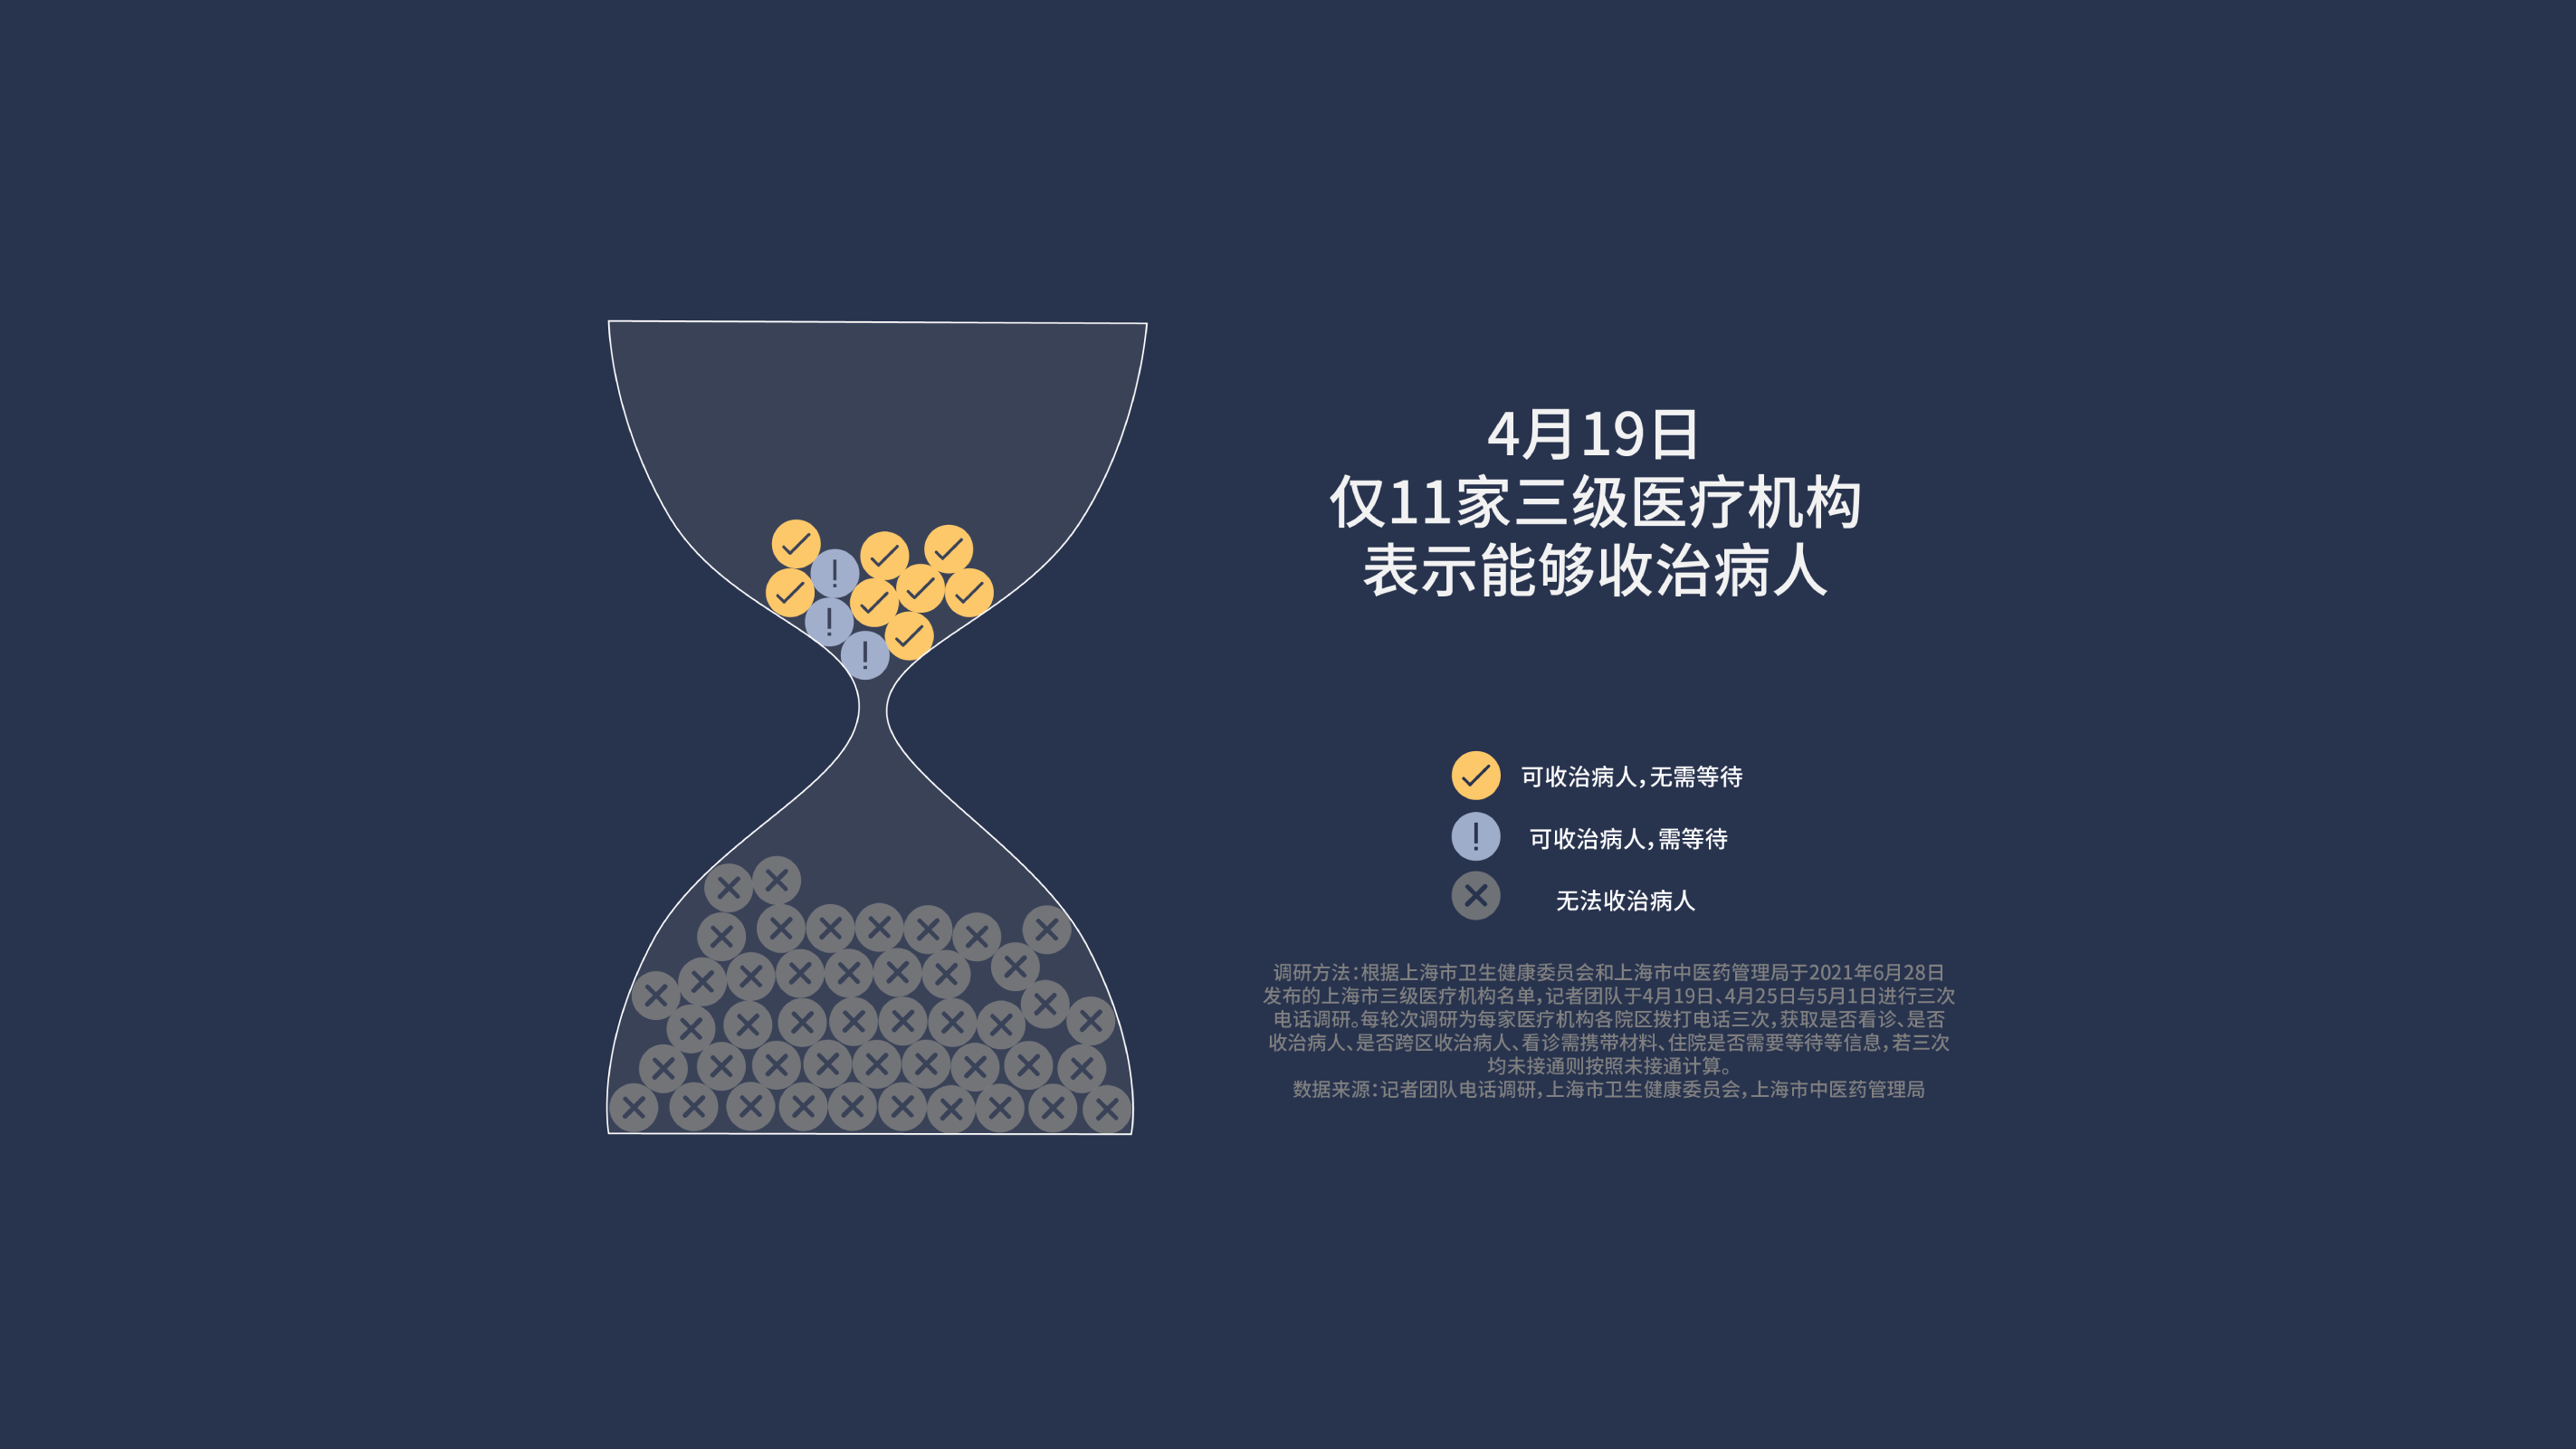 4月19日
仅11家三级医疗机构
表示能够收治病人
可收治病人，无需等待
可收治病人，需等待
无法收治病人
调研方法：根据上海市卫生健康委员会和上海市中医药管理局于2021年6月28日
发布的上海市三级医疗机构名单，记者团队于4月19日、4月25日与5月1日进行三次
电话调研。每轮次调研为每家医疗机构各院区拨打电话三次，获取是否看诊、是否
收治病人、是否跨区收治病人、看诊需携带材料、住院是否需要等待等信息，若三次
均未接通则按照未接通计算。
数据来源：记者团队电话调研，上海市卫生健康委员会，上海市中医药管理局